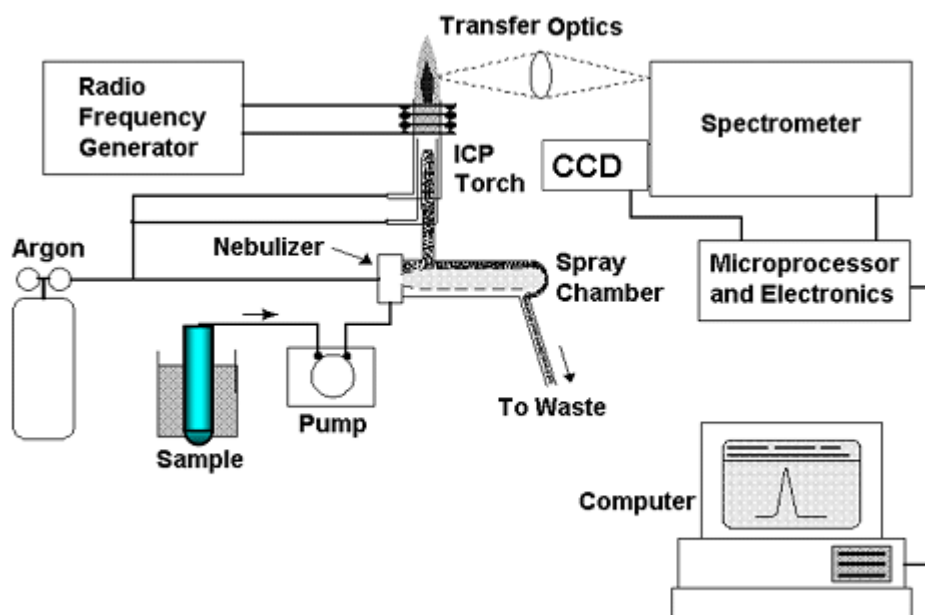 Transfer Optics
Radio
Frequency
Generator
Spectrometer
ICP
Torch
CCD
Argon
Nebulizer
Spray
Chamber
Microprocessor
and Electronics
Pump
To Waste
Sample
Computer